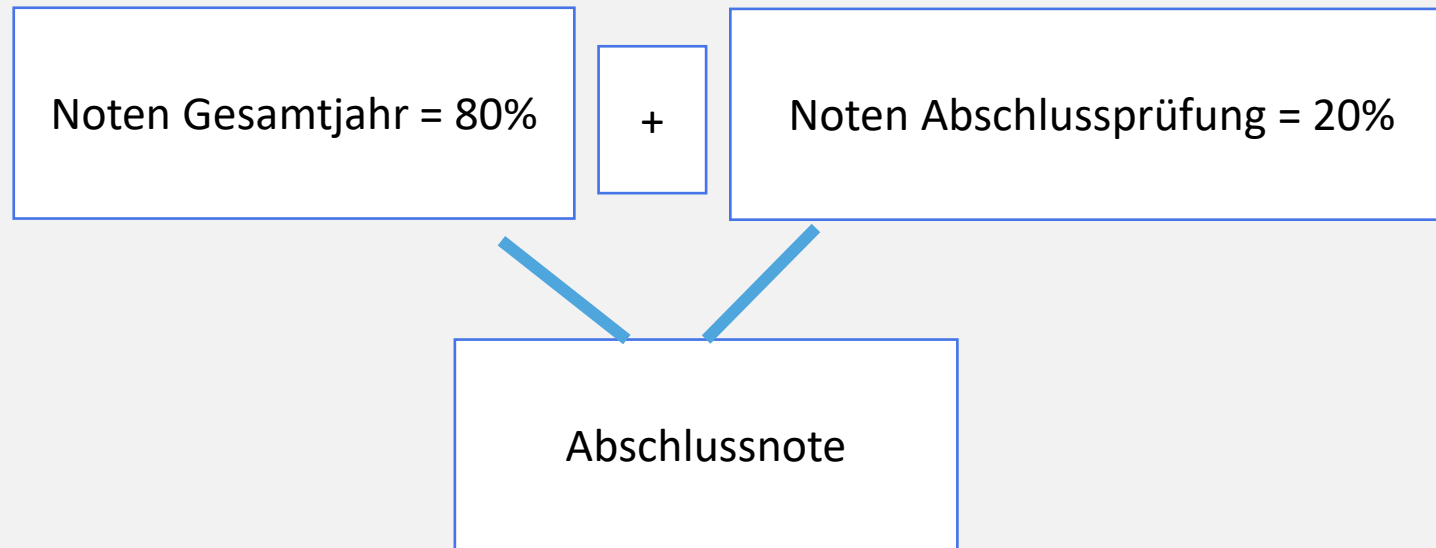 Noten Gesamtjahr = 80%
+
Noten Abschlussprüfung = 20%
Abschlussnote